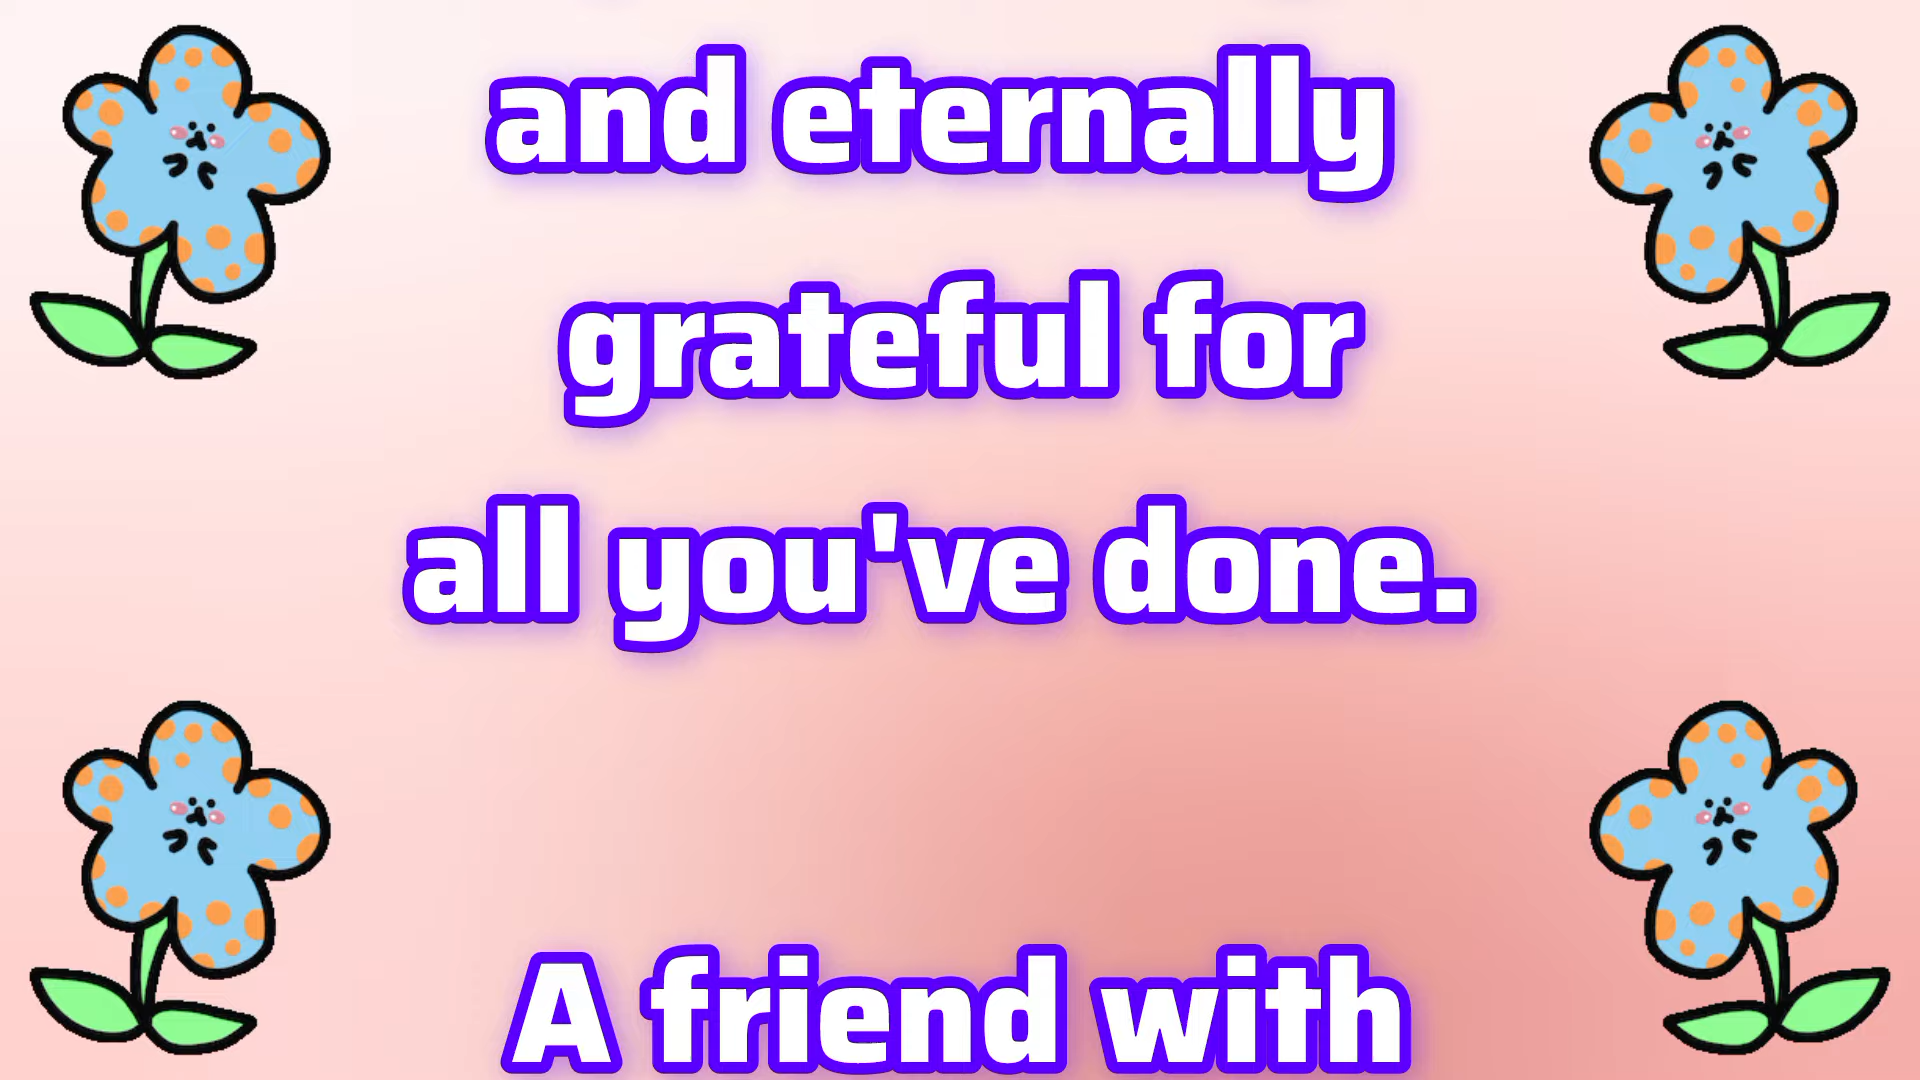 and eternally
grateful for
all you've done.
A friend with